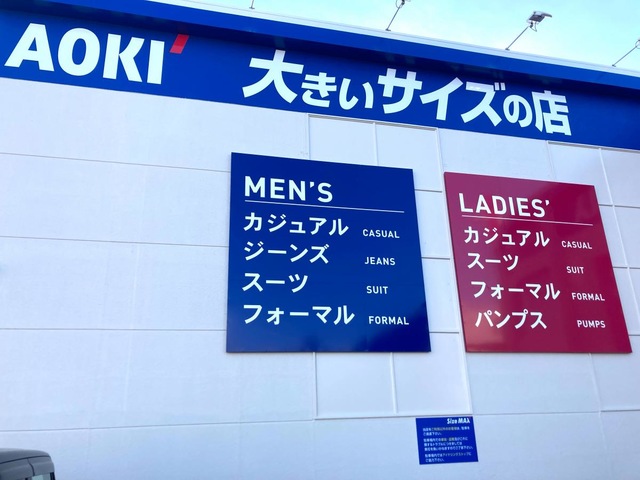 AOKI' 大きいサイズの店
MEN'S
カジュアル CASUAL
ジーンズ JEANS
スーツ SUIT
フォーマル FORMAL
LADIES'
カジュアル CASUAL
スーツ SUIT
フォーマル FORMAL
パンプス PUMPS
Size MAX